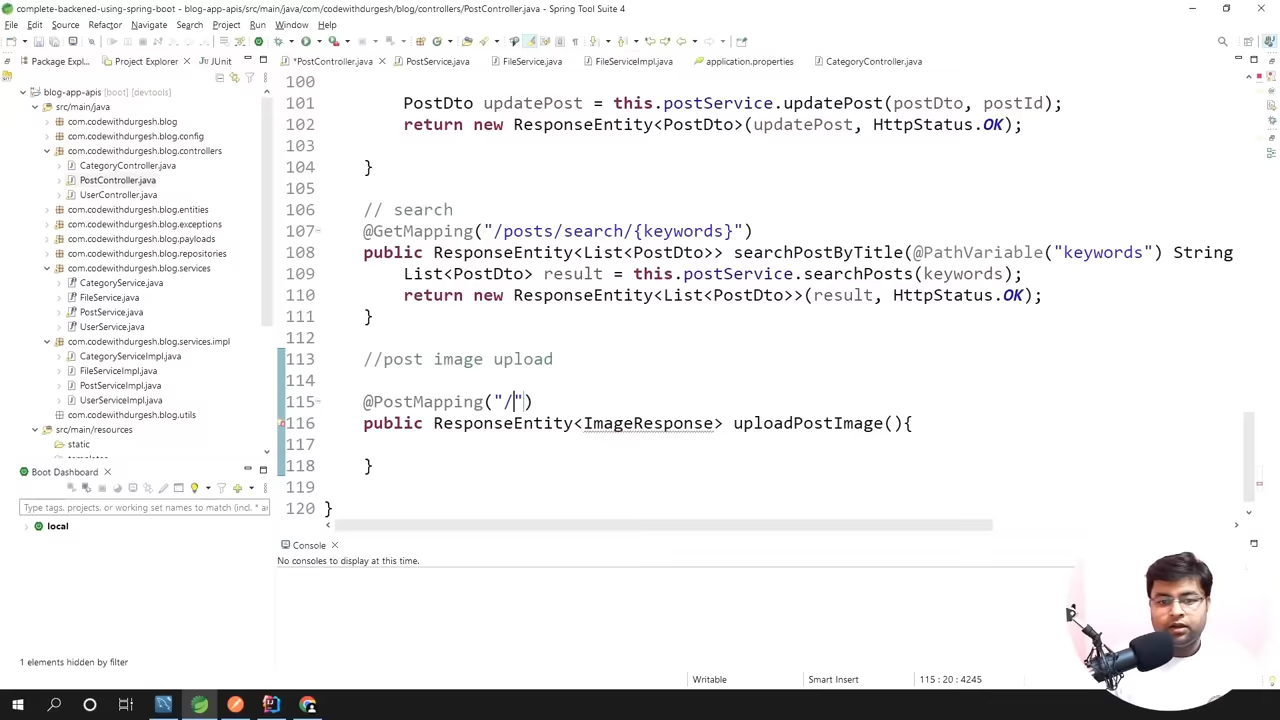 complete-backened-using-spring-boot - blog-app-apis/src/main/java/com/codewithdurgesh/blog/controllers/PostController.java - Spring Tool Suite 4
File Edit Source Refactor Navigate Search Project Run Window Help
Package Expl... Project Explorer JUnit
*PostController.java PostService.java FileService.java FileServiceImpl.java application.properties CategoryController.java
blog-app-apis [boot] [devtools]
src/main/java
com.codewithdurgesh.blog
com.codewithdurgesh.blog.config
com.codewithdurgesh.blog.controllers
CategoryController.java
PostController.java
UserController.java
com.codewithdurgesh.blog.entities
com.codewithdurgesh.blog.exceptions
com.codewithdurgesh.blog.payloads
com.codewithdurgesh.blog.repositories
com.codewithdurgesh.blog.services
CategoryService.java
FileService.java
PostService.java
UserService.java
com.codewithdurgesh.blog.services.impl
CategoryServiceImpl.java
FileServiceImpl.java
PostServiceImpl.java
UserServiceImpl.java
com.codewithdurgesh.blog.utils
src/main/resources
static
Boot Dashboard
Type tags, projects, or working set names to match (incl. * a
local
1 elements hidden by filter
100
101 PostDto updatePost = this.postService.updatePost(postDto, postId);
102 return new ResponseEntity<PostDto>(updatePost, HttpStatus.OK);
103
104 }
105
106 // search
107 @GetMapping("/posts/search/{keywords}")
108 public ResponseEntity<List<PostDto>> searchPostByTitle(@PathVariable("keywords") String
109 List<PostDto> result = this.postService.searchPosts(keywords);
110 return new ResponseEntity<List<PostDto>>(result, HttpStatus.OK);
111 }
112
113 //post image upload
114
115 @PostMapping("/")
116 public ResponseEntity<ImageResponse> uploadPostImage(){
117
118 }
119
120 }
Console
No consoles to display at this time.
Writable Smart Insert 115 : 20 : 4245